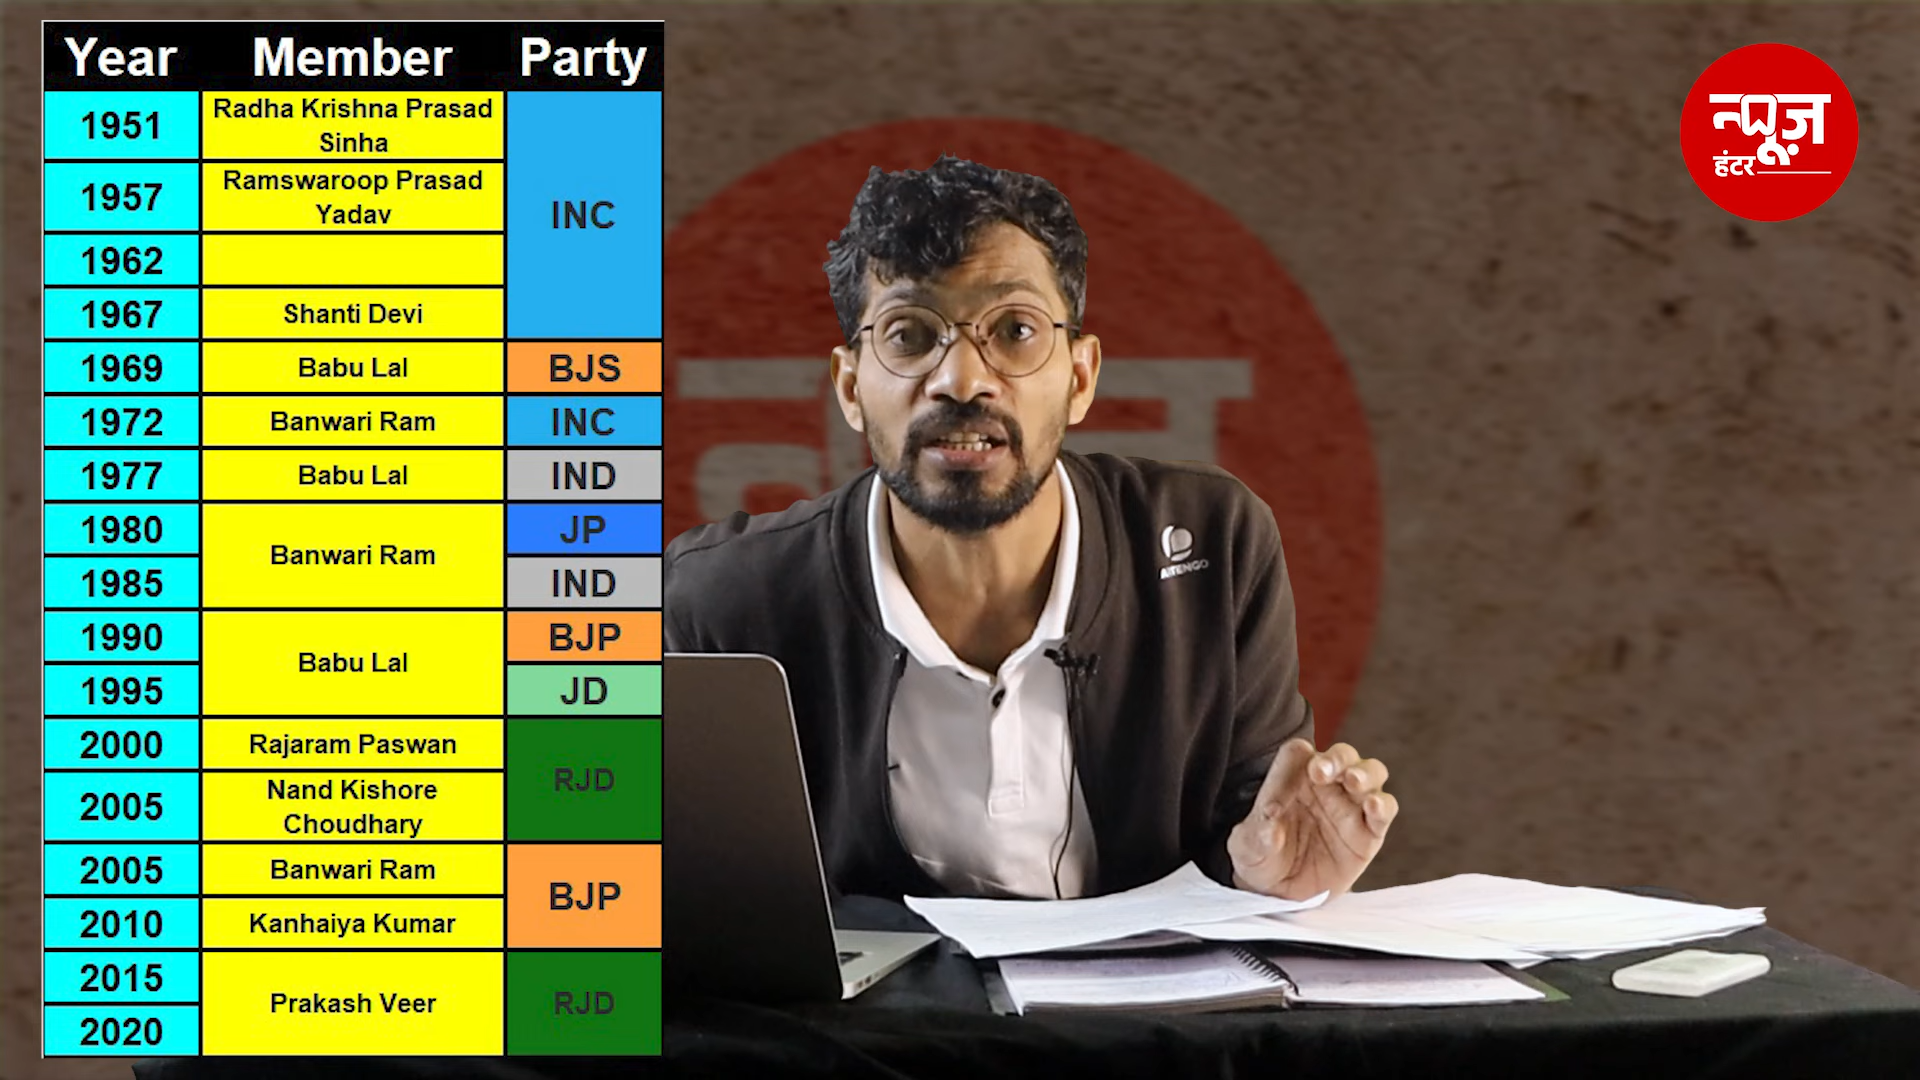 Year Member Party
1951 Radha Krishna Prasad
Sinha
INC
1957 Ramswaroop Prasad
Yadav
1962
1967 Shanti Devi
1969 Babu Lal BJS
1972 Banwari Ram INC
1977 Babu Lal IND
1980 Banwari Ram JP
1985 IND
1990 Babu Lal BJP
1995 JD
2000 Rajaram Paswan RJD
2005 Nand Kishore
Choudhary
2005 Banwari Ram BJP
2010 Kanhaiya Kumar
2015 Prakash Veer RJD
2020
न्यूज़
हंटर